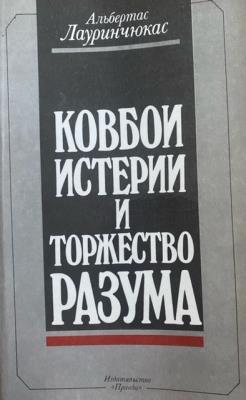 Альбертас
Лауринчюкас
КОВБОИ
ИСТЕРИИ
И
ТОРЖЕСТВО
РАЗУМА
Издательство
«Правда»